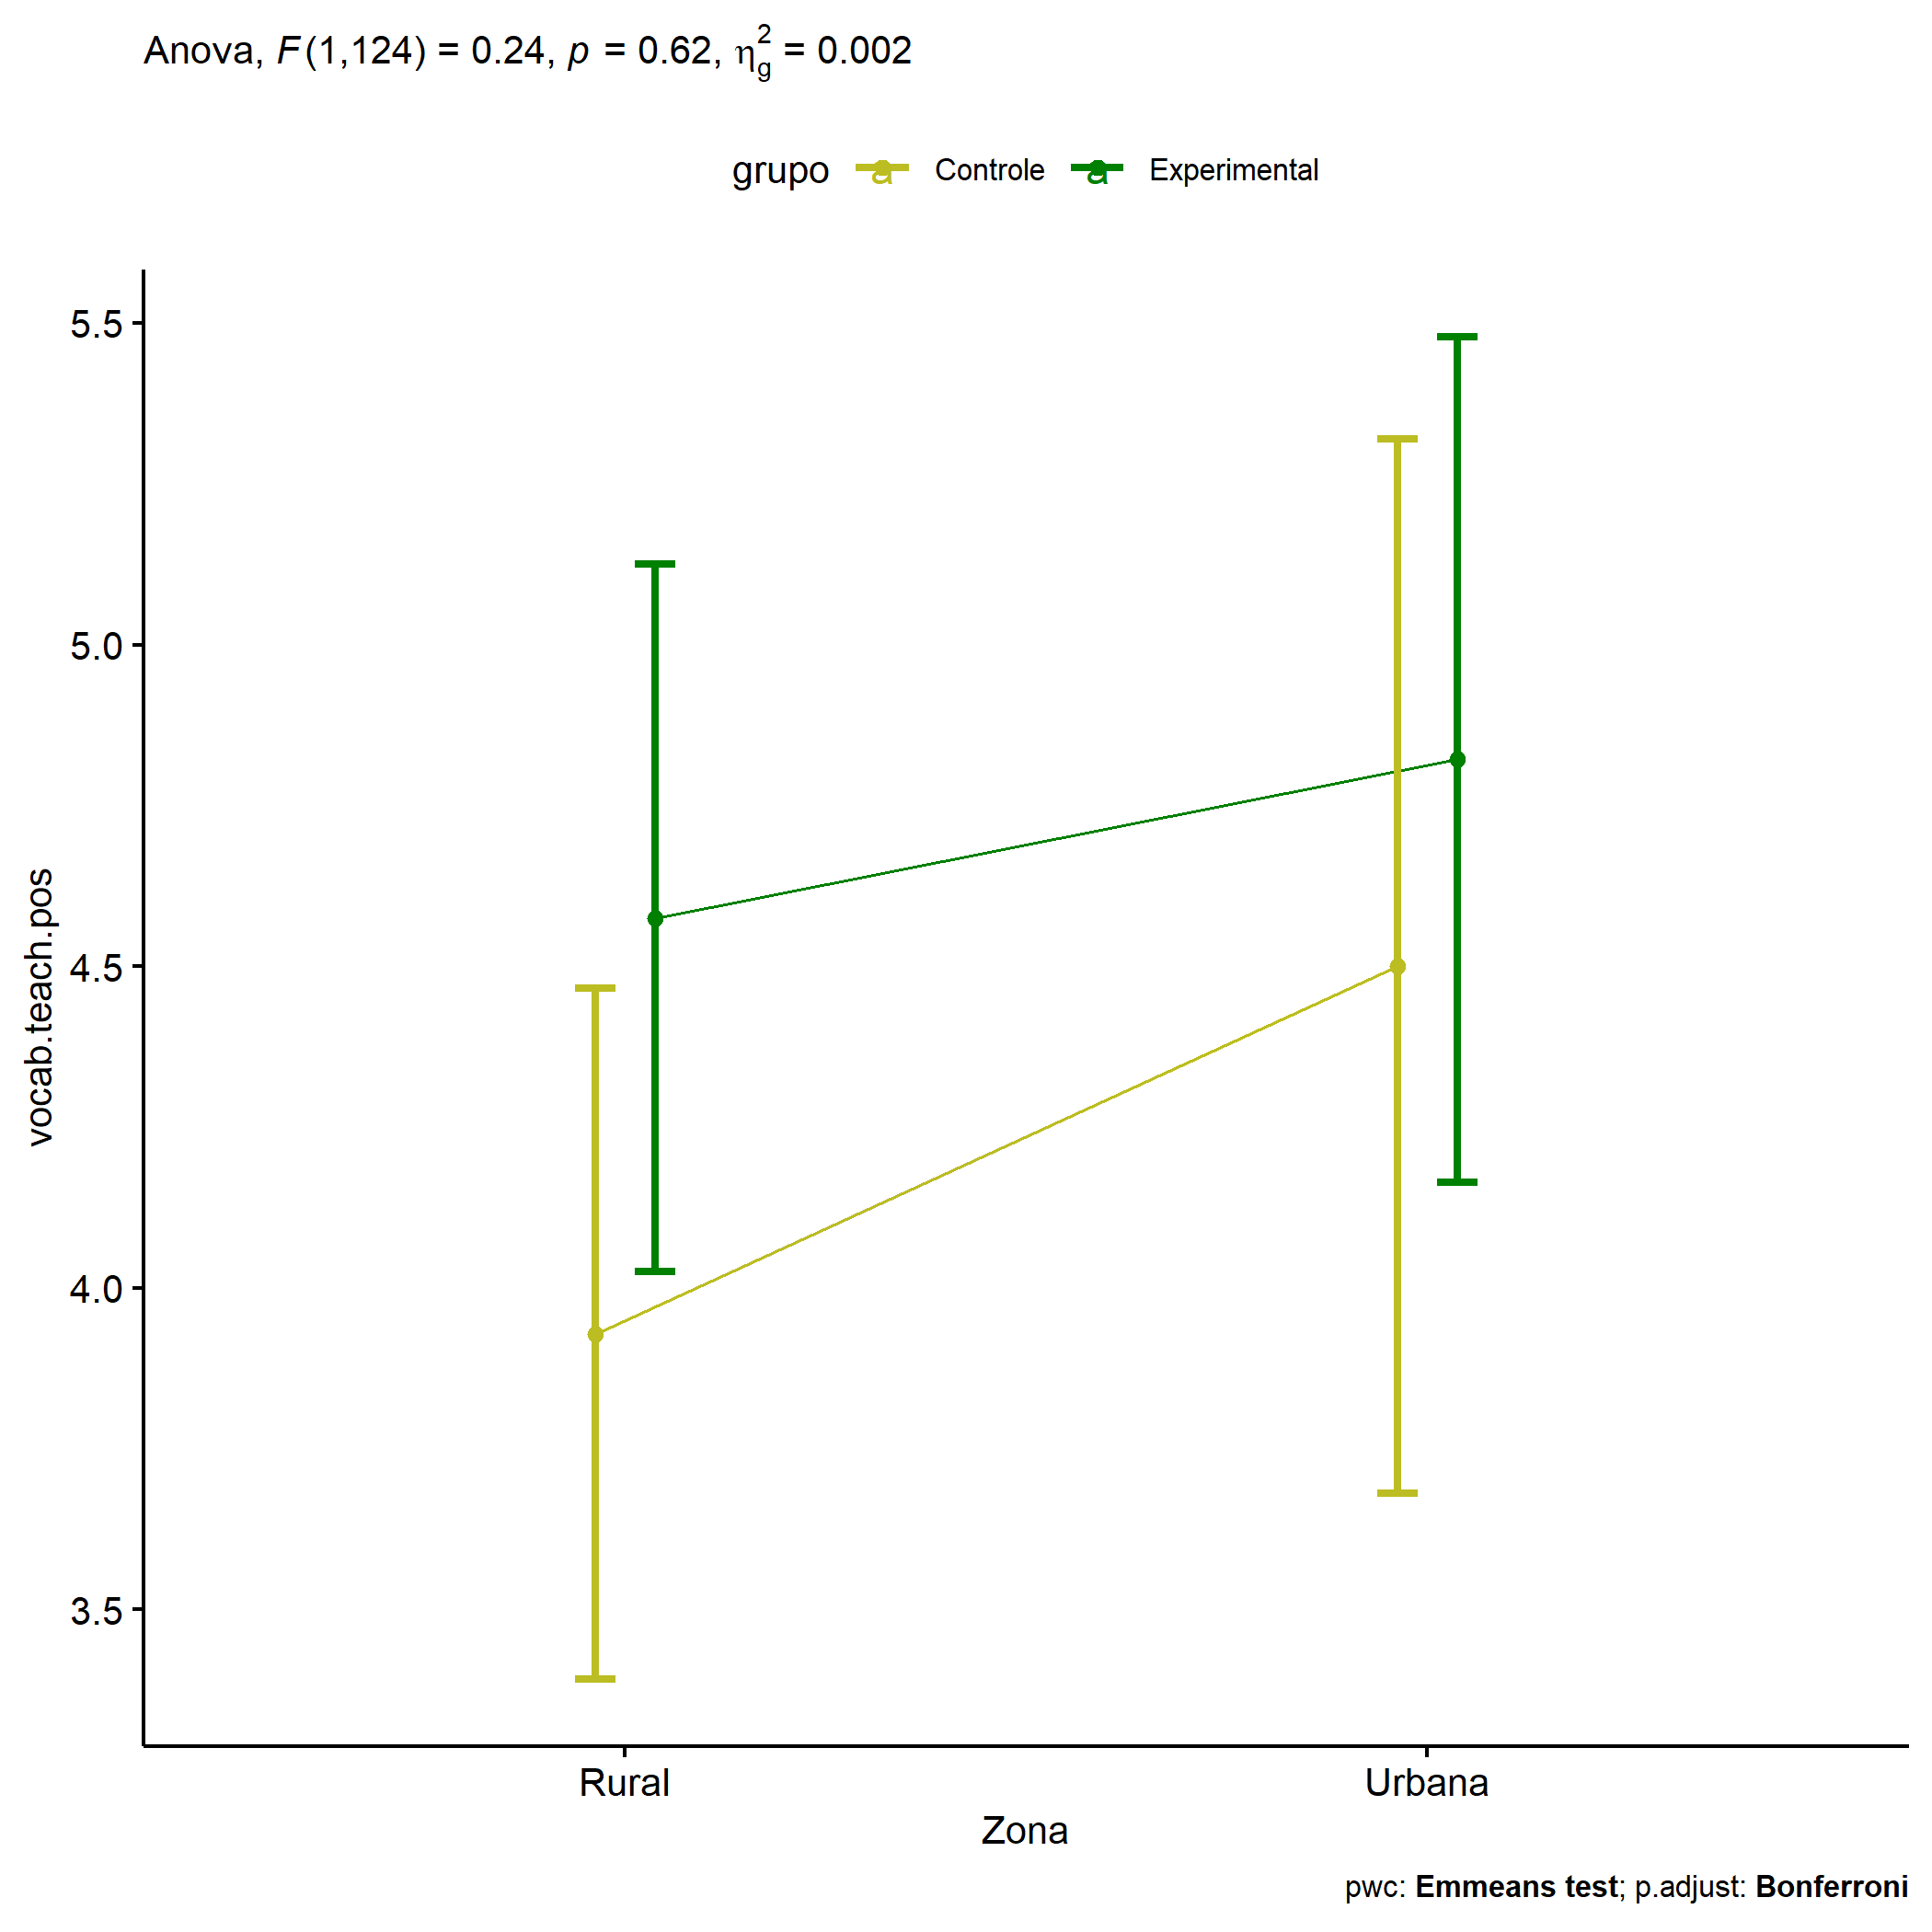 Anova, F(1,124) = 0.24, p = 0.62, η²g = 0.002
grupo a Controle a Experimental
5.5
5.0
4.5
4.0
3.5
vocab.teach.pos
Rural Urbana
Zona
pwc: Emmeans test; p.adjust: Bonferroni